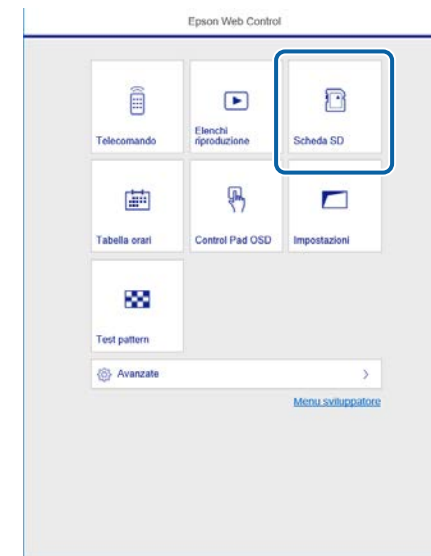 Epson Web Control
Telecomando
Elenchi
riproduzione
Scheda SD
Tabella orari
Control Pad OSD
Impostazioni
Test pattern
Avanzate
Menu sviluppatore